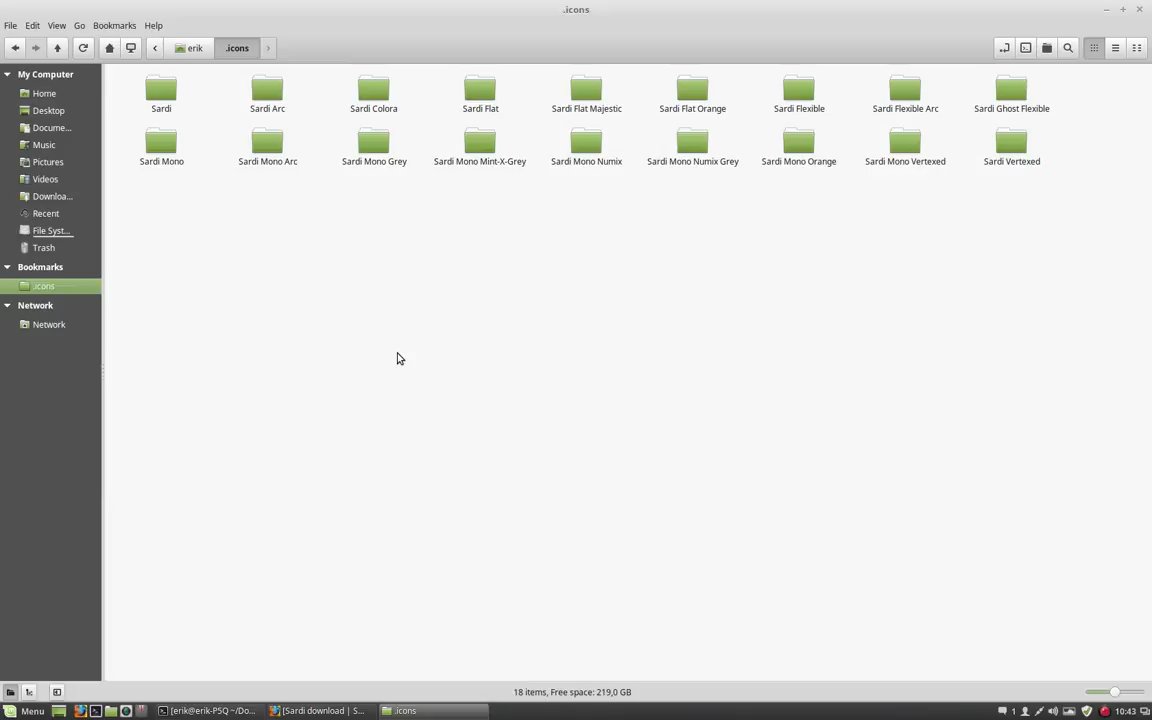 .icons
File Edit View Go Bookmarks Help
erik .icons
My Computer
Home
Desktop
Docume...
Music
Pictures
Videos
Downloa...
Recent
File Syst...
Trash
Bookmarks
.icons
Network
Network
Sardi Sardi Arc Sardi Colora Sardi Flat Sardi Flat Majestic Sardi Flat Orange Sardi Flexible Sardi Flexible Arc Sardi Ghost Flexible
Sardi Mono Sardi Mono Arc Sardi Mono Grey Sardi Mono Mint-X-Grey Sardi Mono Numix Sardi Mono Numix Grey Sardi Mono Orange Sardi Mono Vertexed Sardi Vertexed
18 items, Free space: 219,0 GB
Menu [erik@erik-P5Q ~/Do... [Sardi download | S... .icons 1 10:43